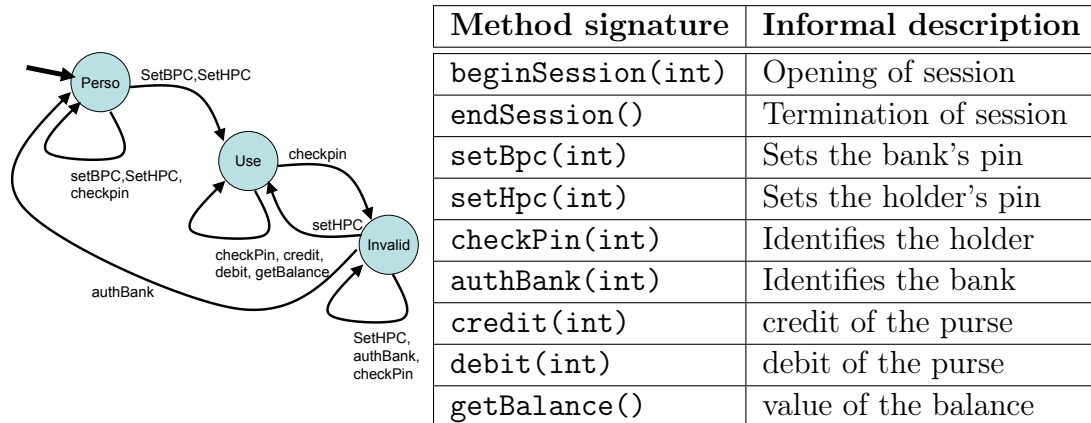 Perso
SetBPC,SetHPC
setBPC,SetHPC,
checkpin
Use
checkpin
checkPin, credit,
debit, getBalance
setHPC
Invalid
authBank
SetHPC,
authBank,
checkPin
Method signature Informal description
beginSession(int) Opening of session
endSession() Termination of session
setBpc(int) Sets the bank's pin
setHpc(int) Sets the holder's pin
checkPin(int) Identifies the holder
authBank(int) Identifies the bank
credit(int) credit of the purse
debit(int) debit of the purse
getBalance() value of the balance